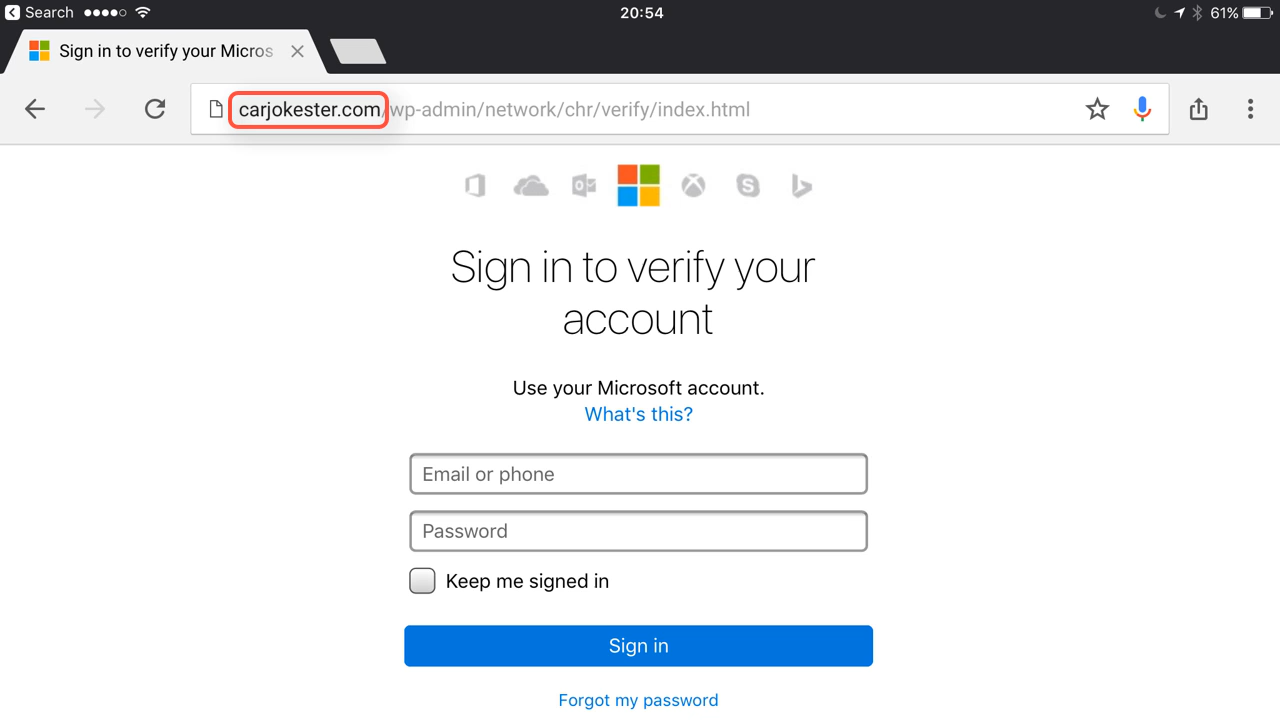 Search 20:54 61%
Sign in to verify your Micros
carjokester.com/wp-admin/network/chr/verify/index.html
Sign in to verify your
account
Use your Microsoft account.
What's this?
Email or phone
Password
Keep me signed in
Sign in
Forgot my password